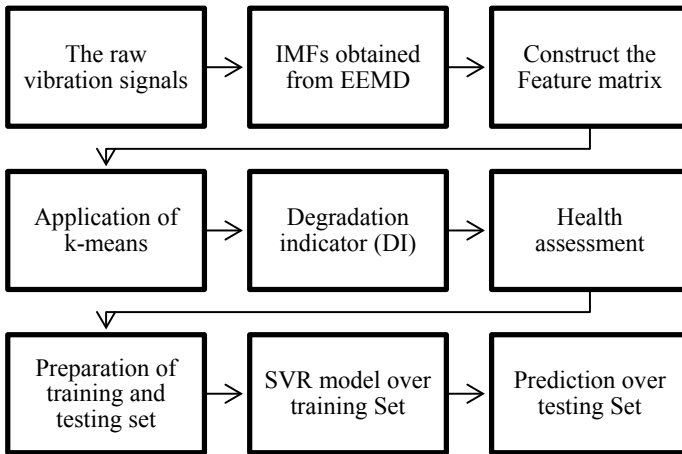 The raw
vibration signals
IMFs obtained
from EEMD
Construct the
Feature matrix
Application of
k-means
Degradation
indicator (DI)
Health
assessment
Preparation of
training and
testing set
SVR model over
training Set
Prediction over
testing Set